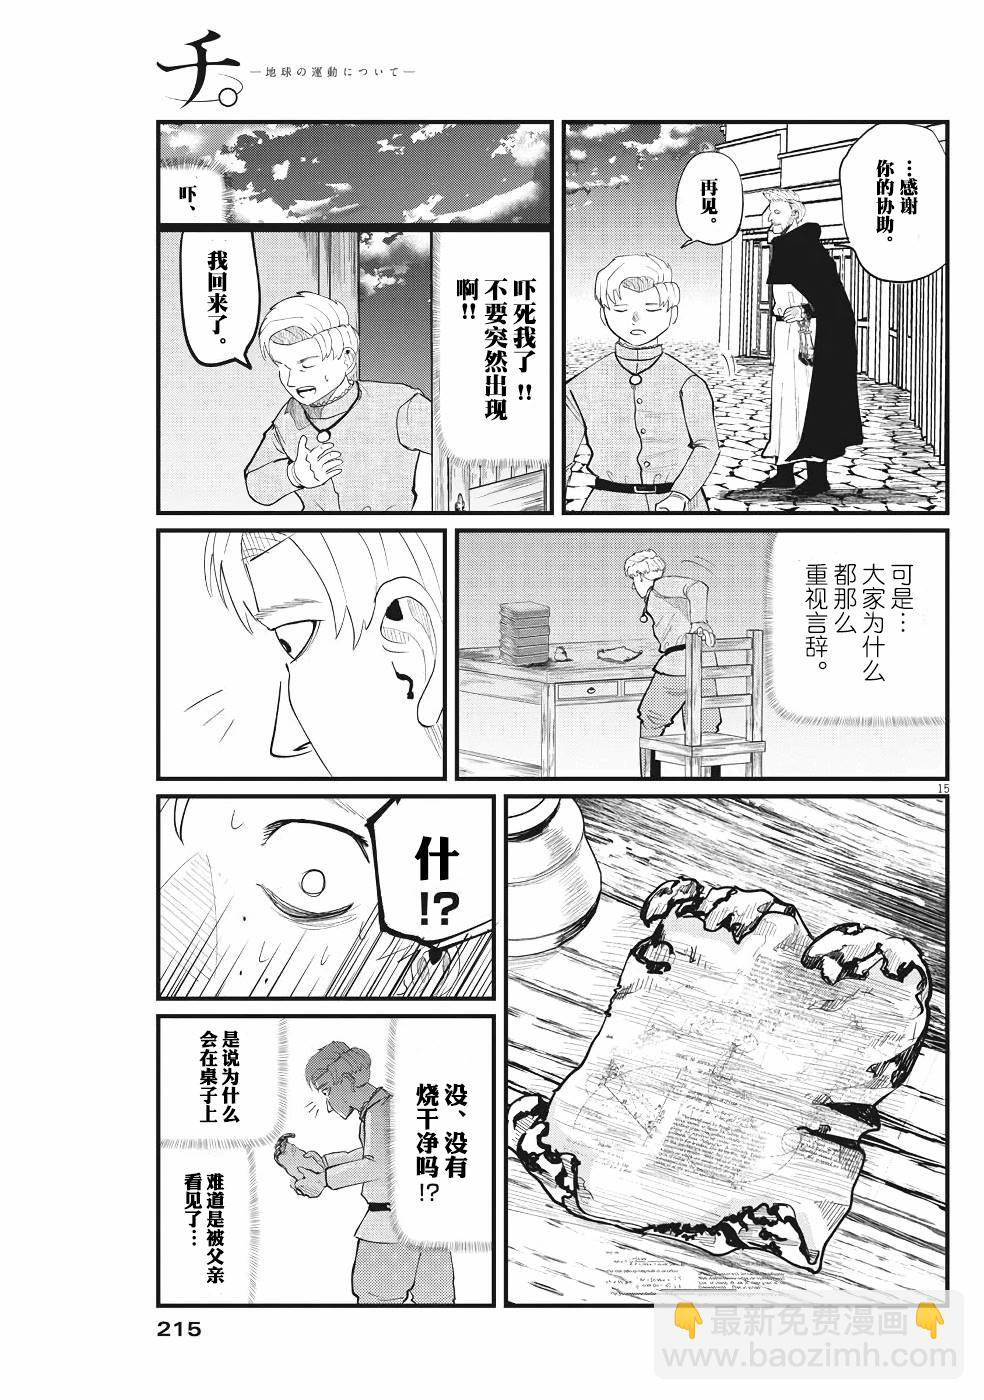 チ。
—地球の運動について—
…感谢
你的协助。
再见。
吓、
吓死我了!!
不要突然出现
啊!!
我回来了。
可是…
大家为什么
都那么
重视言辞。
15
什
!?
没、没有
烧干净吗!?
是说为什么
会在桌子上
难道是被父亲
看见了…
215
👇最新免费漫画👇
www.baozimh.com